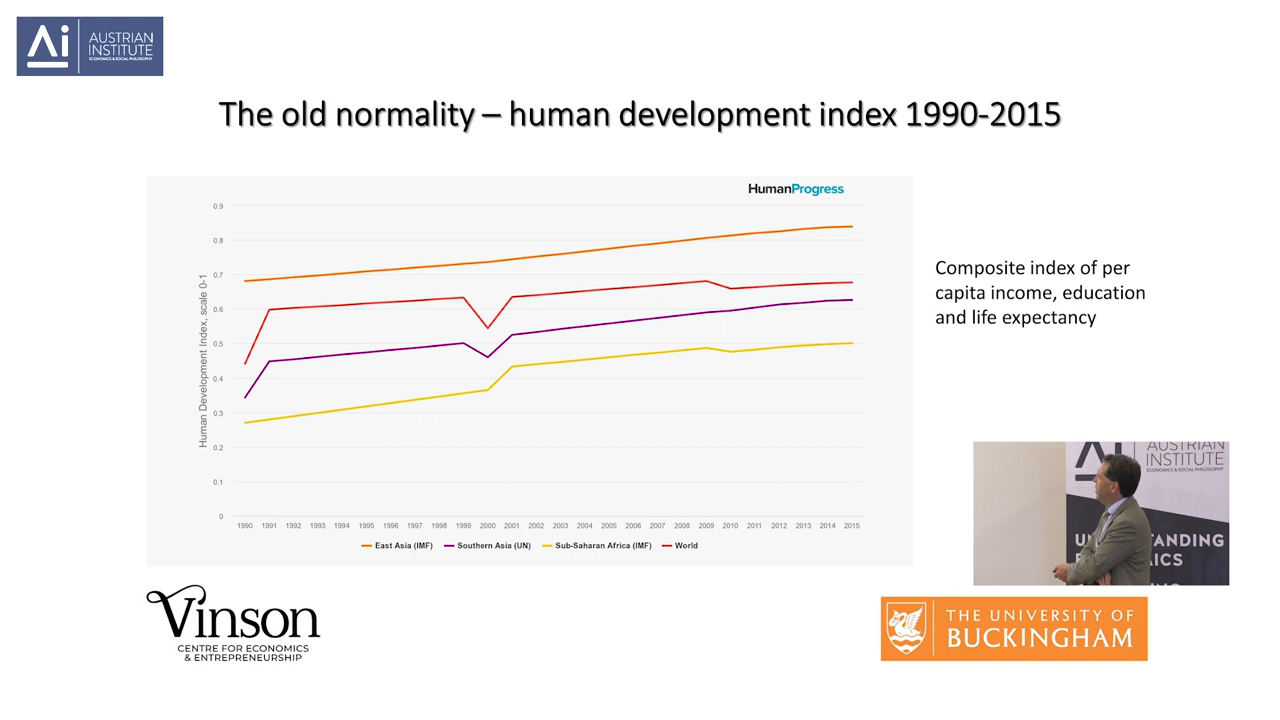 Ai
AUSTRIAN
INSTITUTE
ECONOMICS & SOCIAL PHILOSOPHY
The old normality – human development index 1990-2015
HumanProgress
Human Development Index, scale 0-1
0.9
0.8
0.7
0.6
0.5
0.4
0.3
0.2
0.1
0
1990 1991 1992 1993 1994 1995 1996 1997 1998 1999 2000 2001 2002 2003 2004 2005 2006 2007 2008 2009 2010 2011 2012 2013 2014 2015
East Asia (IMF) Southern Asia (UN) Sub-Saharan Africa (IMF) World
Composite index of per
capita income, education
and life expectancy
AUSTRIAN
INSTITUTE
ECONOMICS & SOCIAL PHILOSOPHY
Vinson
CENTRE FOR ECONOMICS
& ENTREPRENEURSHIP
THE UNIVERSITY OF
BUCKINGHAM